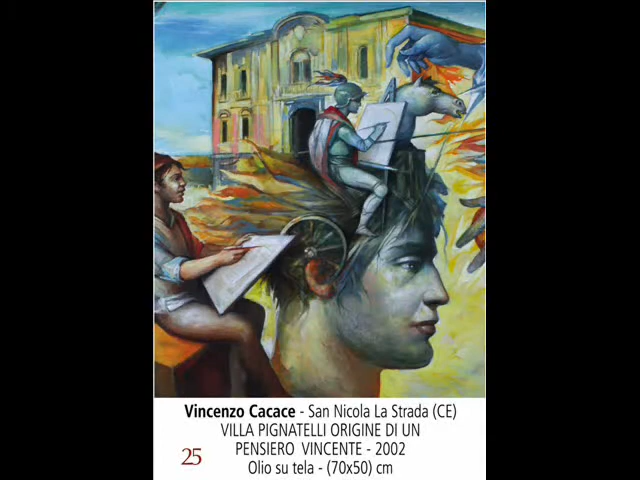 Vincenzo Cacace - San Nicola La Strada (CE)
VILLA PIGNATELLI ORIGINE DI UN
PENSIERO VINCENTE - 2002
25
Olio su tela - (70x50) cm